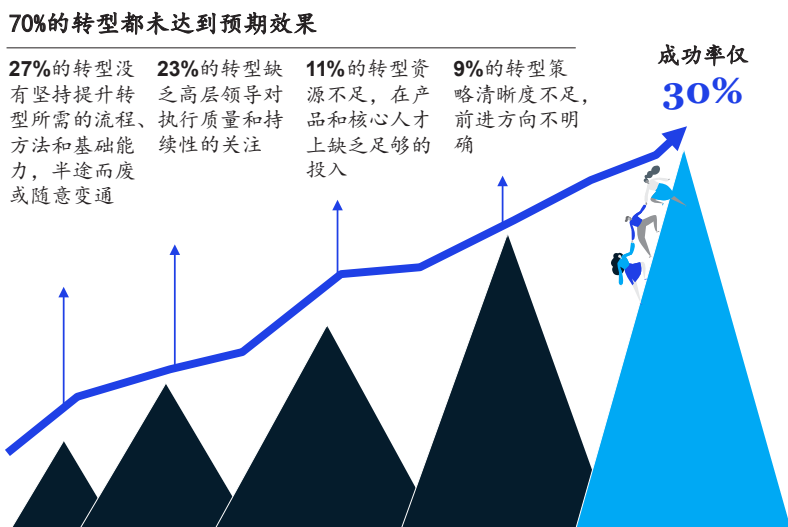 70%的转型都未达到预期效果
27%的转型没
有坚持提升转
型所需的流程、
方法和基础能
力，半途而废
或随意变通
23%的转型缺
乏高层领导对
执行质量和持
续性的关注
11%的转型资
源不足，在产
品和核心人才
上缺乏足够的
投入
9%的转型策
略清晰度不足，
前进方向不明
确
成功率仅
30%